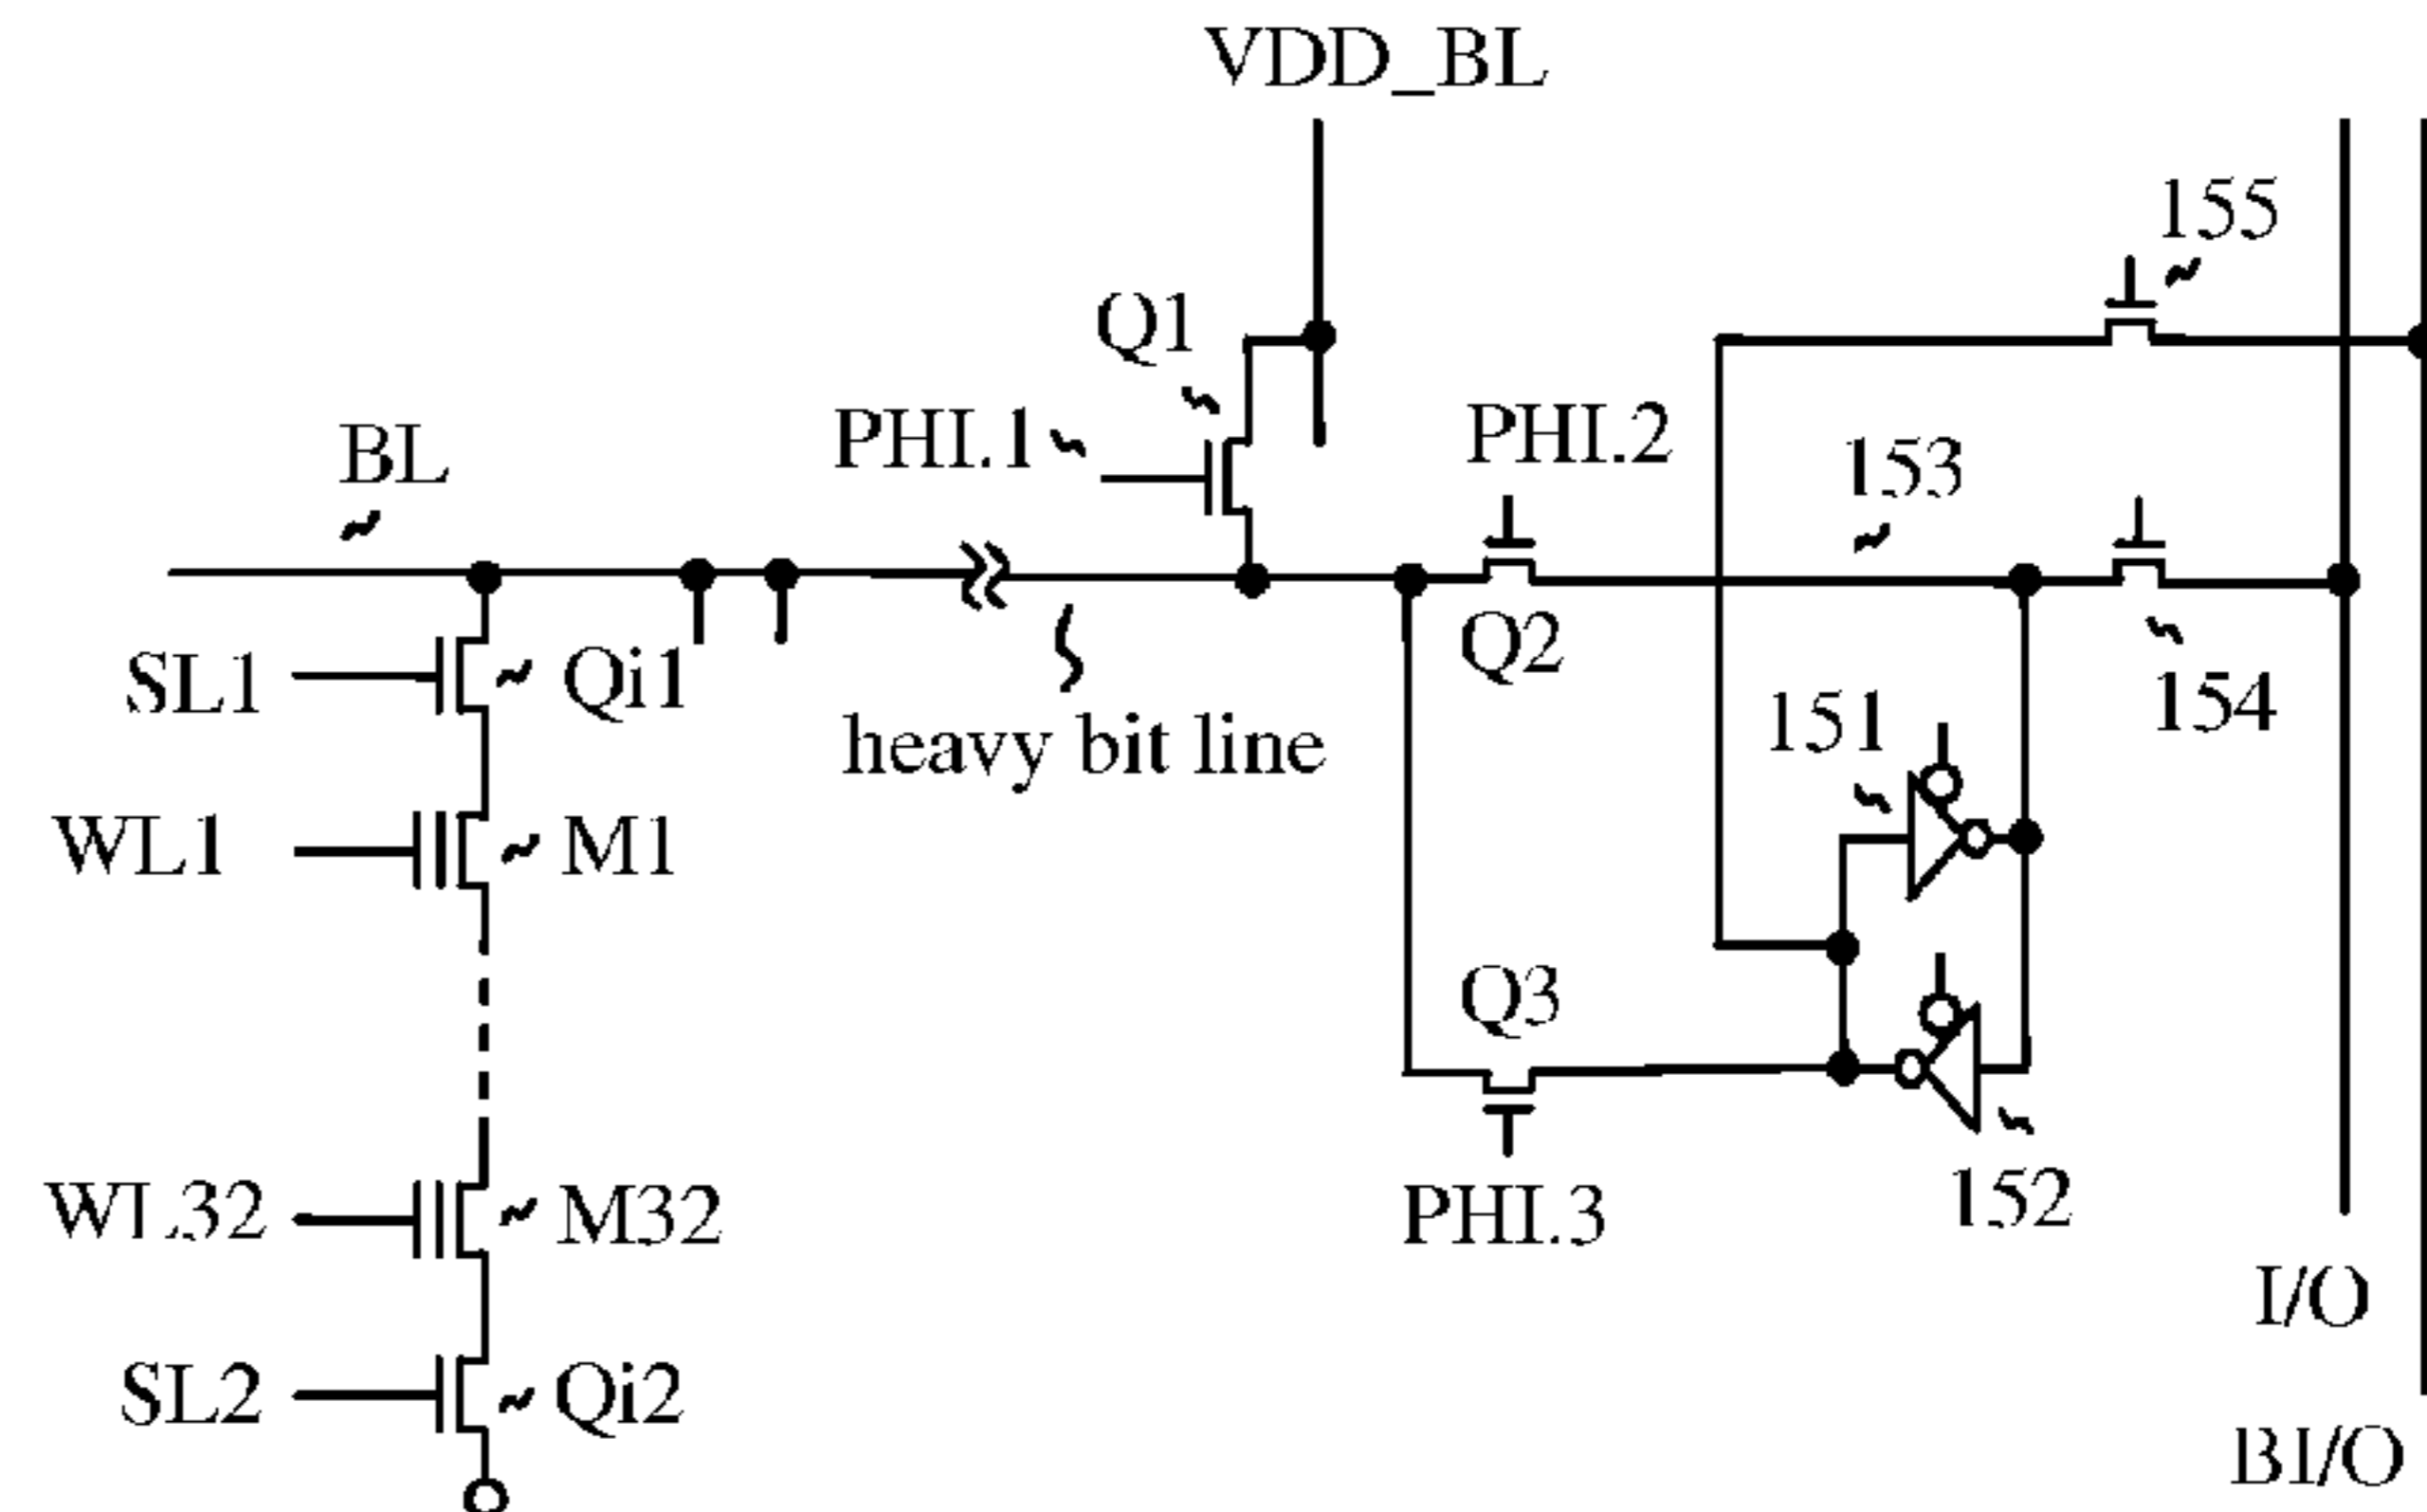 VDD_BL
155
Q1
PHI.1
PHI.2
BL
153
SL1
Qi1
Q2
154
151
heavy bit line
WL1
M1
Q3
WL32
M32
PHI.3
152
I/O
SL2
Qi2
BI/O